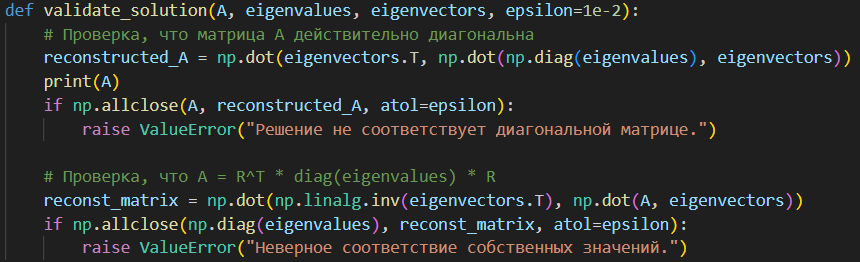 def validate_solution(A, eigenvalues, eigenvectors, epsilon=1e-2):
    # Проверка, что матрица A действительно диагональна
    reconstructed_A = np.dot(eigenvectors.T, np.dot(np.diag(eigenvalues), eigenvectors))
    print(A)
    if np.allclose(A, reconstructed_A, atol=epsilon):
        raise ValueError("Решение не соответствует диагональной матрице.")

    # Проверка, что A = R^T * diag(eigenvalues) * R
    reconst_matrix = np.dot(np.linalg.inv(eigenvectors.T), np.dot(A, eigenvectors))
    if np.allclose(np.diag(eigenvalues), reconst_matrix, atol=epsilon):
        raise ValueError("Неверное соответствие собственных значений.")